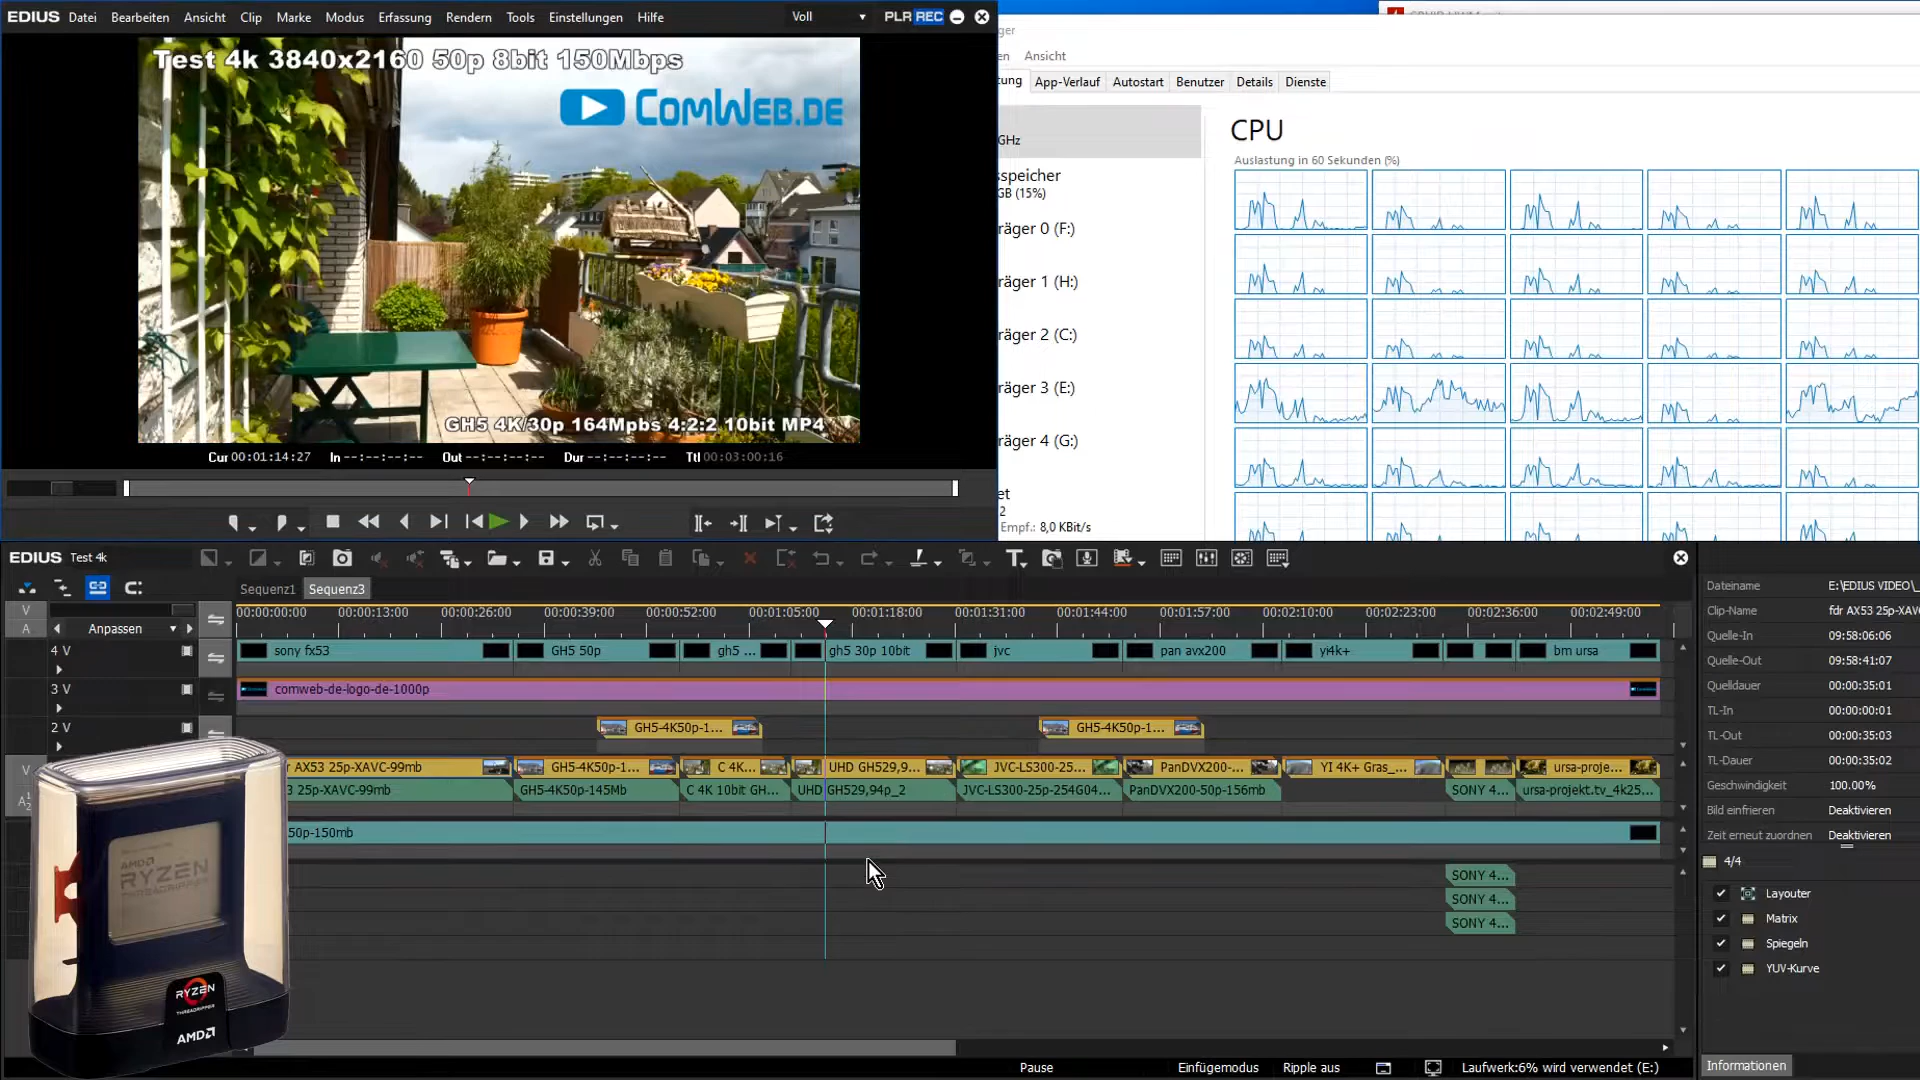 EDIUS Datei Bearbeiten Ansicht Clip Marke Modus Erfassung Rendern Tools Einstellungen Hilfe Voll PLR REC
Test 4k 3840x2160 50p 8bit 150Mbps
COMWEB.DE
GH5 4K/30p 164Mpbs 4:2:2 10bit MP4
Cur 00:01:14:27 In --:--:--:-- Out --:--:--:-- Dur --:--:--:-- Ttl 00:03:00:16
Ansicht
App-Verlauf Autostart Benutzer Details Dienste
GHz
sspeicher
GB (15%)
räger 0 (F:)
räger 1 (H:)
räger 2 (C:)
räger 3 (E:)
räger 4 (G:)
et
2
Empf.: 8,0 KBit/s
CPU
Auslastung in 60 Sekunden (%)
EDIUS Test 4k
Sequenz1 Sequenz3
00:00:00:00 00:00:13:00 00:00:26:00 00:00:39:00 00:00:52:00 00:01:05:00 00:01:18:00 00:01:31:00 00:01:44:00 00:01:57:00 00:02:10:00 00:02:23:00 00:02:36:00 00:02:49:00
V
A
Anpassen
4 V sony fx53 GH5 50p gh5 ... gh5 30p 10bit jvc pan avx200 yi4k+ bm ursa
3 V comweb-de-logo-de-1000p
2 V GH5-4K50p-1... GH5-4K50p-1...
V r AX53 25p-XAVC-99mb GH5-4K50p-1... C 4K... UHD GH529,9... JVC-LS300-25... PanDVX200-... YI 4K+ Gras_... ursa-proje...
3 25p-XAVC-99mb GH5-4K50p-145Mb C 4K 10bit GH... UHD GH529,94p_2 JVC-LS300-25p-254G04... PanDVX200-50p-156mb SONY 4... ursa-projekt.tv_4k25...
50p-150mb
SONY 4...
SONY 4...
SONY 4...
AMD
RYZEN
THREADRIPPER
RYZEN
THREADRIPPER
AMD
Dateiname E:\EDIUS VIDEO\_
Clip-Name fdr AX53 25p-XAV
Quelle-In 09:58:06:06
Quelle-Out 09:58:41:07
Quelldauer 00:00:35:01
TL-In 00:00:00:01
TL-Out 00:00:35:03
TL-Dauer 00:00:35:02
Geschwindigkeit 100.00%
Bild einfrieren Deaktivieren
Zeit erneut zuordnen Deaktivieren
4/4
Layouter
Matrix
Spiegeln
YUV-Kurve
Informationen
Pause Einfügemodus Ripple aus Laufwerk:6% wird verwendet (E:)